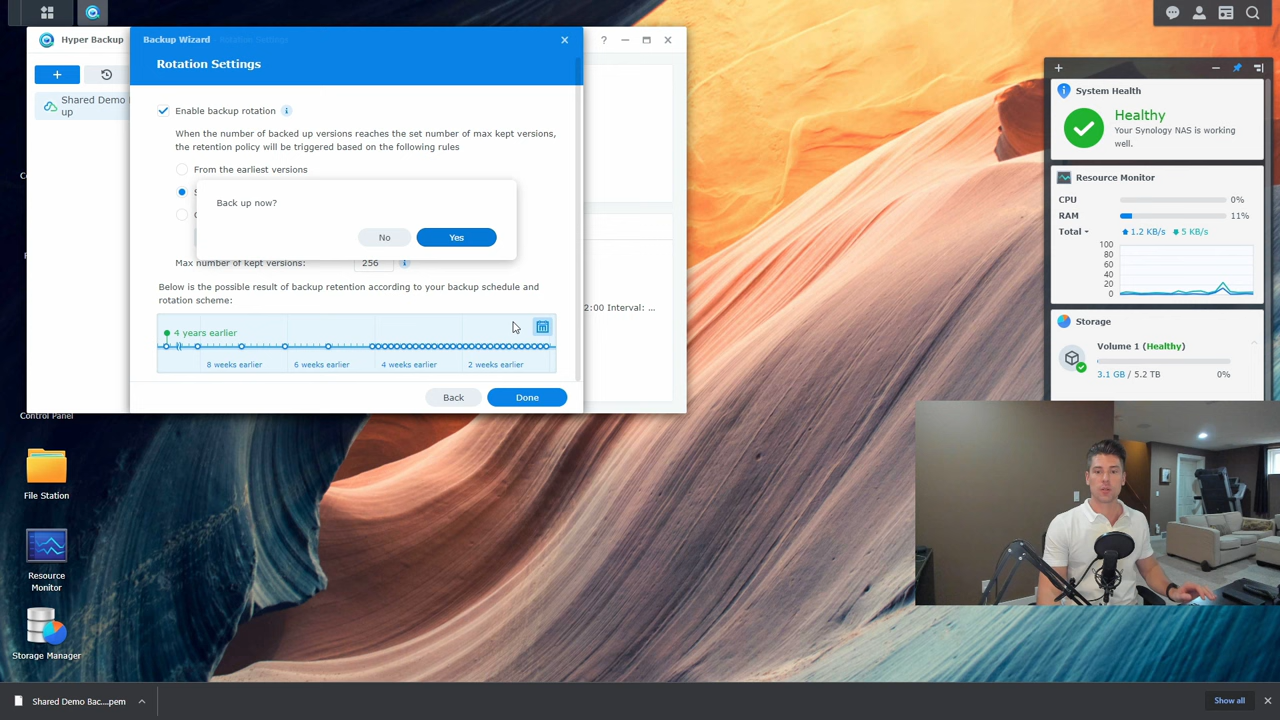 Hyper Backup
Backup Wizard
Rotation Settings
Rotation Settings
?
+
Shared Demo
up
Enable backup rotation
i
When the number of backed up versions reaches the set number of max kept versions,
the retention policy will be triggered based on the following rules
From the earliest versions
Back up now?
No
Yes
Max number of kept versions:
256
i
Below is the possible result of backup retention according to your backup schedule and
rotation scheme:
4 years earlier
8 weeks earlier
6 weeks earlier
4 weeks earlier
2 weeks earlier
Back
Done
2:00 Interval: ...
Control Panel
File Station
Resource
Monitor
Storage Manager
+
System Health
Healthy
Your Synology NAS is working
well.
Resource Monitor
CPU
0%
RAM
11%
Total
1.2 KB/s
5 KB/s
100
80
60
40
20
0
Storage
Volume 1 (Healthy)
3.1 GB / 5.2 TB
0%
Shared Demo Bac....pem
Show all